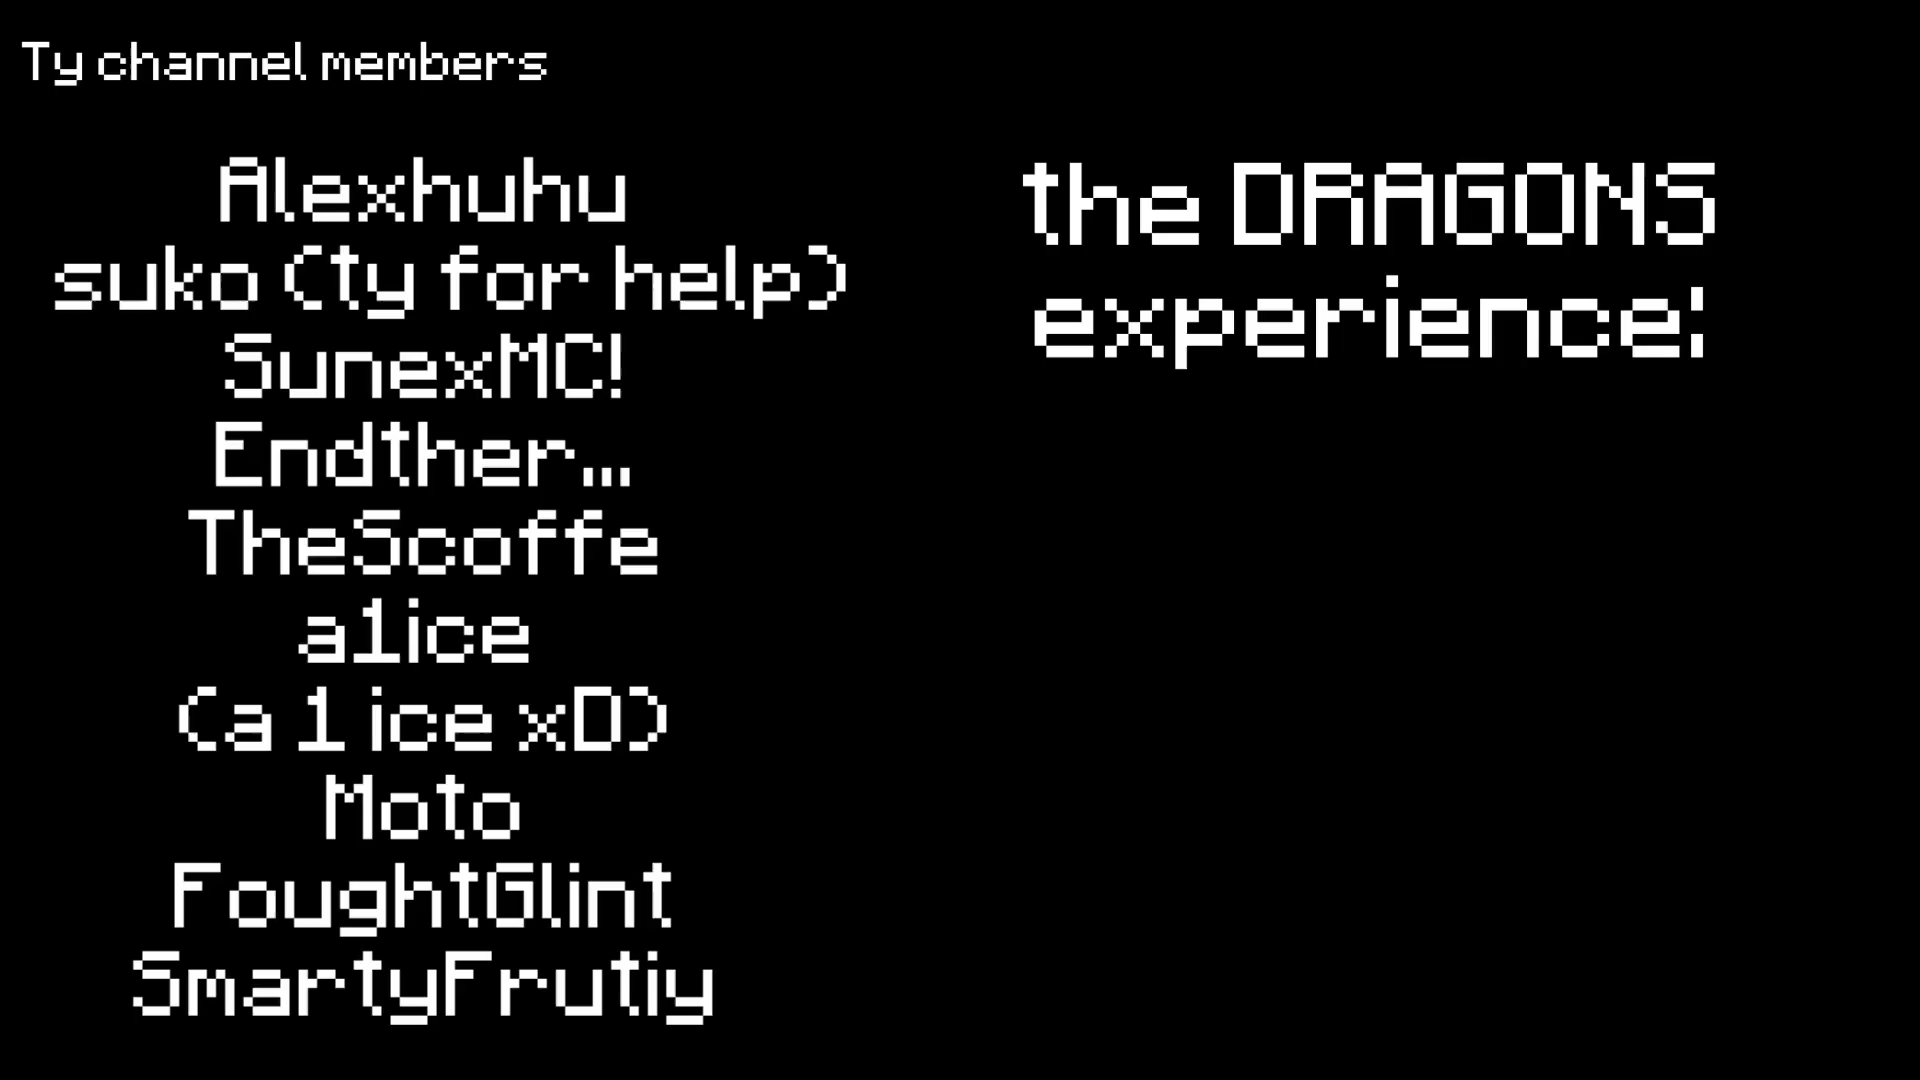 Ty channel members
Alexhuhu
suko (ty for help)
SunexMC!
Endther...
TheScoffe
a1ice
(a 1 ice xD)
Moto
FoughtGlint
SmartyFrutiy
the DRAGONS
experience: